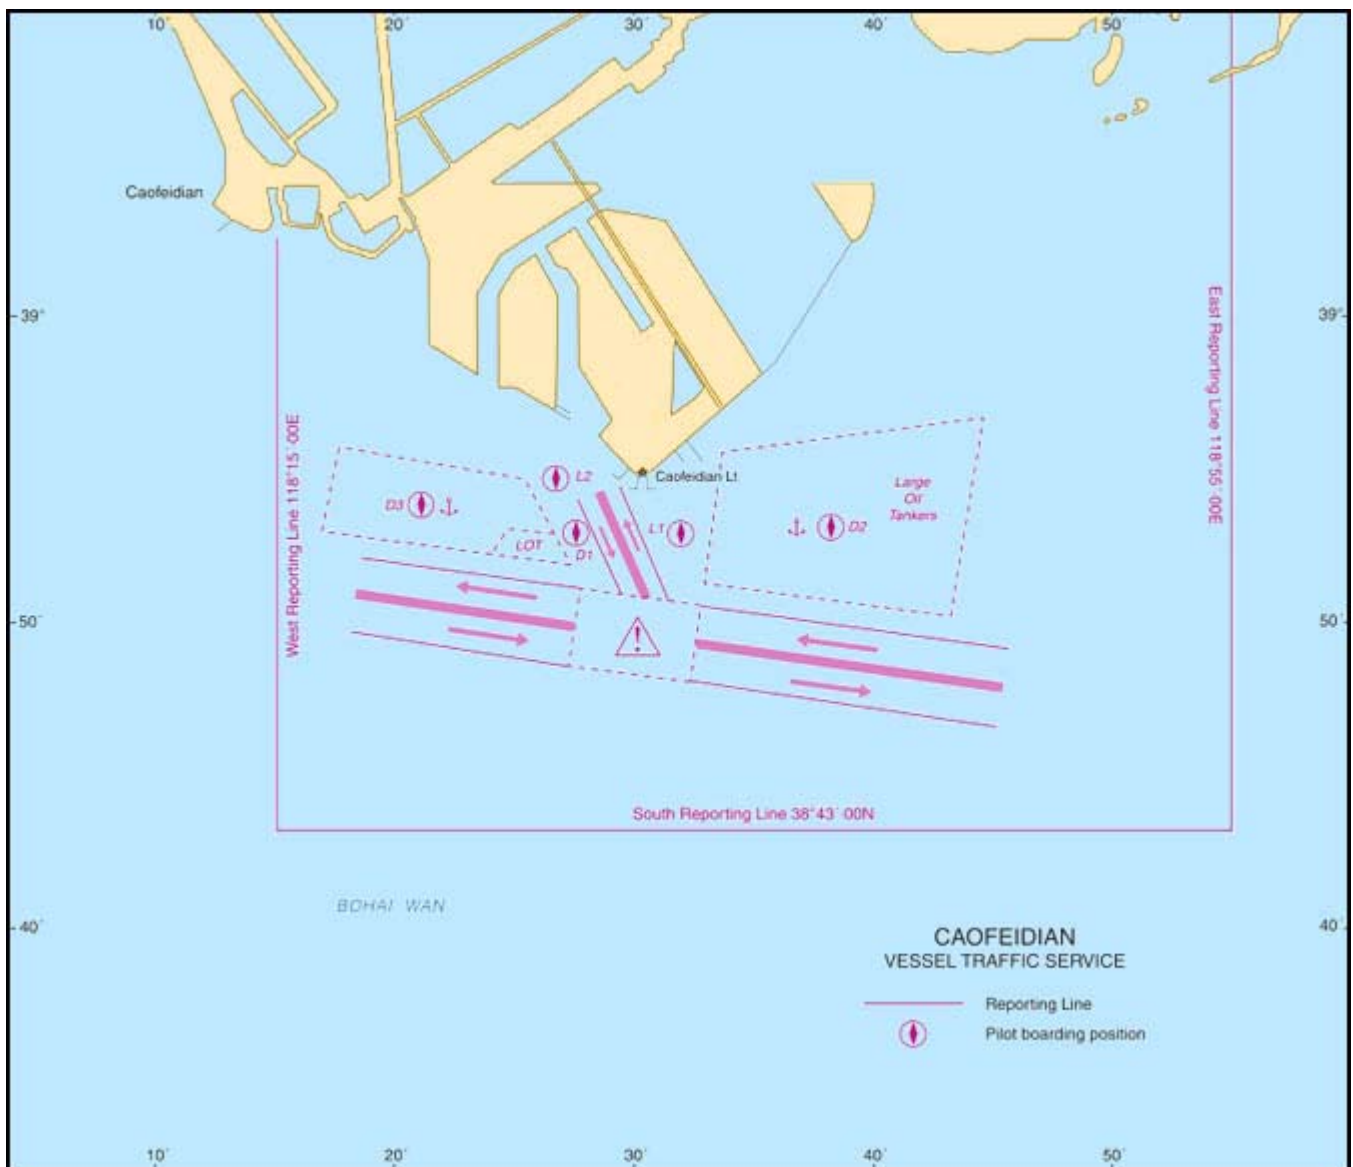 10´ 20´ 30´ 40´ 50´
Caofeidian
39° 39°
East Reporting Line 118°55´·00E
West Reporting Line 118°15´·00E
L2
Caofeidian Lt
Large
Oil
Tankers
D3
L1
D2
LOT
D1
50´ 50´
!
South Reporting Line 38°43´·00N
BOHAI WAN
40´ 40´
CAOFEIDIAN
VESSEL TRAFFIC SERVICE
Reporting Line
Pilot boarding position
10´ 20´ 30´ 40´ 50´